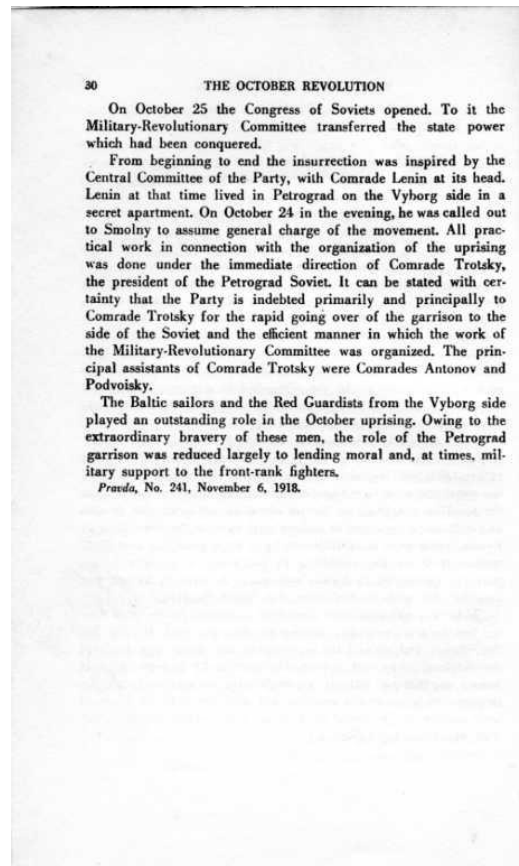 30 THE OCTOBER REVOLUTION
On October 25 the Congress of Soviets opened. To it the
Military-Revolutionary Committee transferred the state power
which had been conquered.
From beginning to end the insurrection was inspired by the
Central Committee of the Party, with Comrade Lenin at its head.
Lenin at that time lived in Petrograd on the Vyborg side in a
secret apartment. On October 24 in the evening, he was called out
to Smolny to assume general charge of the movement. All prac-
tical work in connection with the organization of the uprising
was done under the immediate direction of Comrade Trotsky,
the president of the Petrograd Soviet. It can be stated with cer-
tainty that the Party is indebted primarily and principally to
Comrade Trotsky for the rapid going over of the garrison to the
side of the Soviet and the efficient manner in which the work of
the Military-Revolutionary Committee was organized. The prin-
cipal assistants of Comrade Trotsky were Comrades Antonov and
Podvoisky.
The Baltic sailors and the Red Guardists from the Vyborg side
played an outstanding role in the October uprising. Owing to the
extraordinary bravery of these men, the role of the Petrograd
garrison was reduced largely to lending moral and, at times, mil-
itary support to the front-rank fighters.
Pravda, No. 241, November 6, 1918.